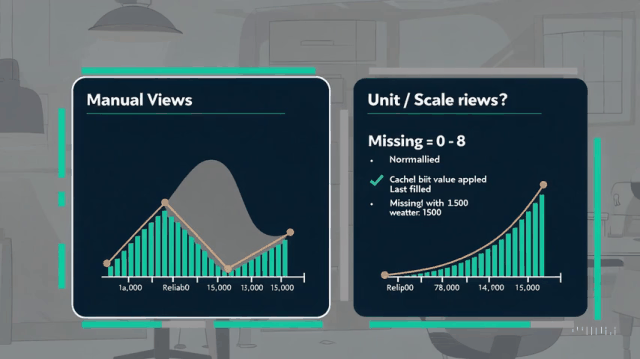 Manual Views
1a,000 Reliab0 15,000 13,000 15,000
Unit / Scale riews?
Missing = 0 - 8
Normmallied
Cachel biit value appled
Last filled
Missing! with 1.500
weatter: 1500
Relip00 78,000 14,000 15,000